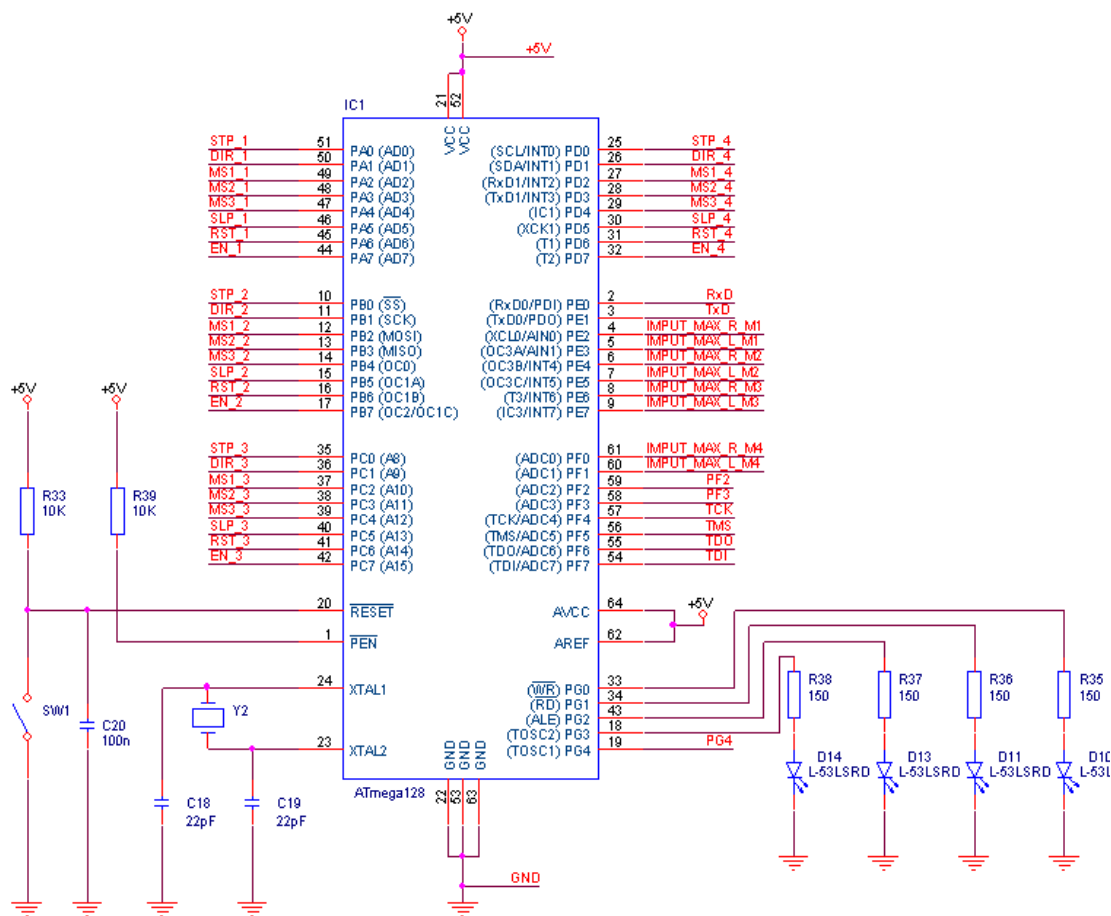 +5V
+5V
IC1
21
52
VCC
VCC
STP_1 51 PA0 (AD0)
DIR_1 50 PA1 (AD1)
MS1_1 49 PA2 (AD2)
MS2_1 48 PA3 (AD3)
MS3_1 47 PA4 (AD4)
SLP_1 46 PA5 (AD5)
RST_1 45 PA6 (AD6)
EN_1 44 PA7 (AD7)
(SCL/INT0) PD0 25 STP_4
(SDA/INT1) PD1 26 DIR_4
(RxD1/INT2) PD2 27 MS1_4
(TxD1/INT3) PD3 28 MS2_4
(IC1) PD4 29 MS3_4
(XCK1) PD5 30 SLP_4
(T1) PD6 31 RST_4
(T2) PD7 32 EN_4
STP_2 10 PB0 (SS)
DIR_2 11 PB1 (SCK)
MS1_2 12 PB2 (MOSI)
MS2_2 13 PB3 (MISO)
MS3_2 14 PB4 (OC0)
SLP_2 15 PB5 (OC1A)
RST_2 16 PB6 (OC1B)
EN_2 17 PB7 (OC2/OC1C)
(RxD0/PDI) PE0 2 RxD
(TxD0/PDO) PE1 3 TxD
(XCL0/AIN0) PE2 4 IMPUT_MAX_R_M1
(OC3A/AIN1) PE3 5 IMPUT_MAX_L_M1
(OC3B/INT4) PE4 6 IMPUT_MAX_R_M2
(OC3C/INT5) PE5 7 IMPUT_MAX_L_M2
(T3/INT6) PE6 8 IMPUT_MAX_R_M3
(IC3/INT7) PE7 9 IMPUT_MAX_L_M3
STP_3 35 PC0 (A8)
DIR_3 36 PC1 (A9)
MS1_3 37 PC2 (A10)
MS2_3 38 PC3 (A11)
MS3_3 39 PC4 (A12)
SLP_3 40 PC5 (A13)
RST_3 41 PC6 (A14)
EN_3 42 PC7 (A15)
(ADC0) PF0 61 IMPUT_MAX_R_M4
(ADC1) PF1 60 IMPUT_MAX_L_M4
(ADC2) PF2 59 PF2
(ADC3) PF3 58 PF3
(TCK/ADC4) PF4 57 TCK
(TMS/ADC5) PF5 56 TMS
(TDO/ADC6) PF6 55 TDO
(TDI/ADC7) PF7 54 TDI
+5V
+5V
R33
10K
R39
10K
20 RESET
1 PEN
24 XTAL1
23 XTAL2
AVCC 64
AREF 62
+5V
(WR) PG0 33
(RD) PG1 34
(ALE) PG2 43
(TOSC2) PG3 18
(TOSC1) PG4 19 PG4
R38
150
R37
150
R36
150
R35
150
D14
L-53LSRD
D13
L-53LSRD
D11
L-53LSRD
D10
L-53L
SW1
C20
100n
Y2
C18
22pF
C19
22pF
GND
GND
GND
ATmega128
22
53
63
GND